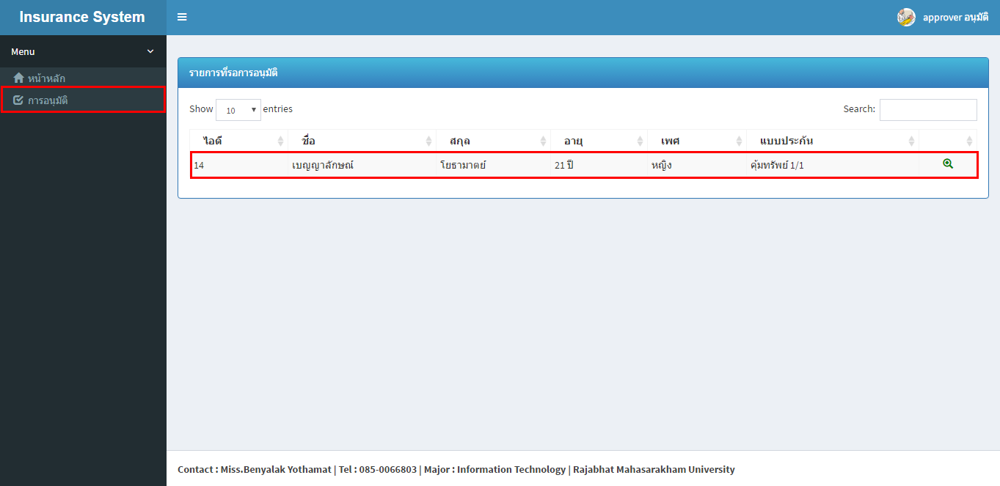 Insurance System
approver อนุมัติ
Menu
หน้าหลัก
การอนุมัติ
รายการที่รอการอนุมัติ
Show 10 entries
Search:
ไอดี ชื่อ สกุล อายุ เพศ แบบประกัน
14 เบญญาลักษณ์ โยธามาตย์ 21 ปี หญิง คุ้มทรัพย์ 1/1
Contact : Miss.Benyalak Yothamat | Tel : 085-0066803 | Major : Information Technology | Rajabhat Mahasarakham University